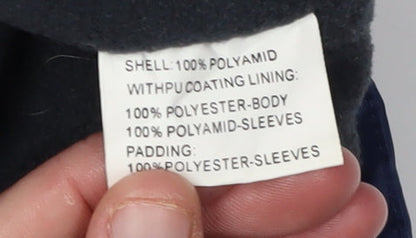 SHELL: 100% POLYAMID
WITHPU COATING LINING:
100% POLYESTER-BODY
100% POLYAMID-SLEEVES
PADDING:
100% POLYESTER-SLEEVES